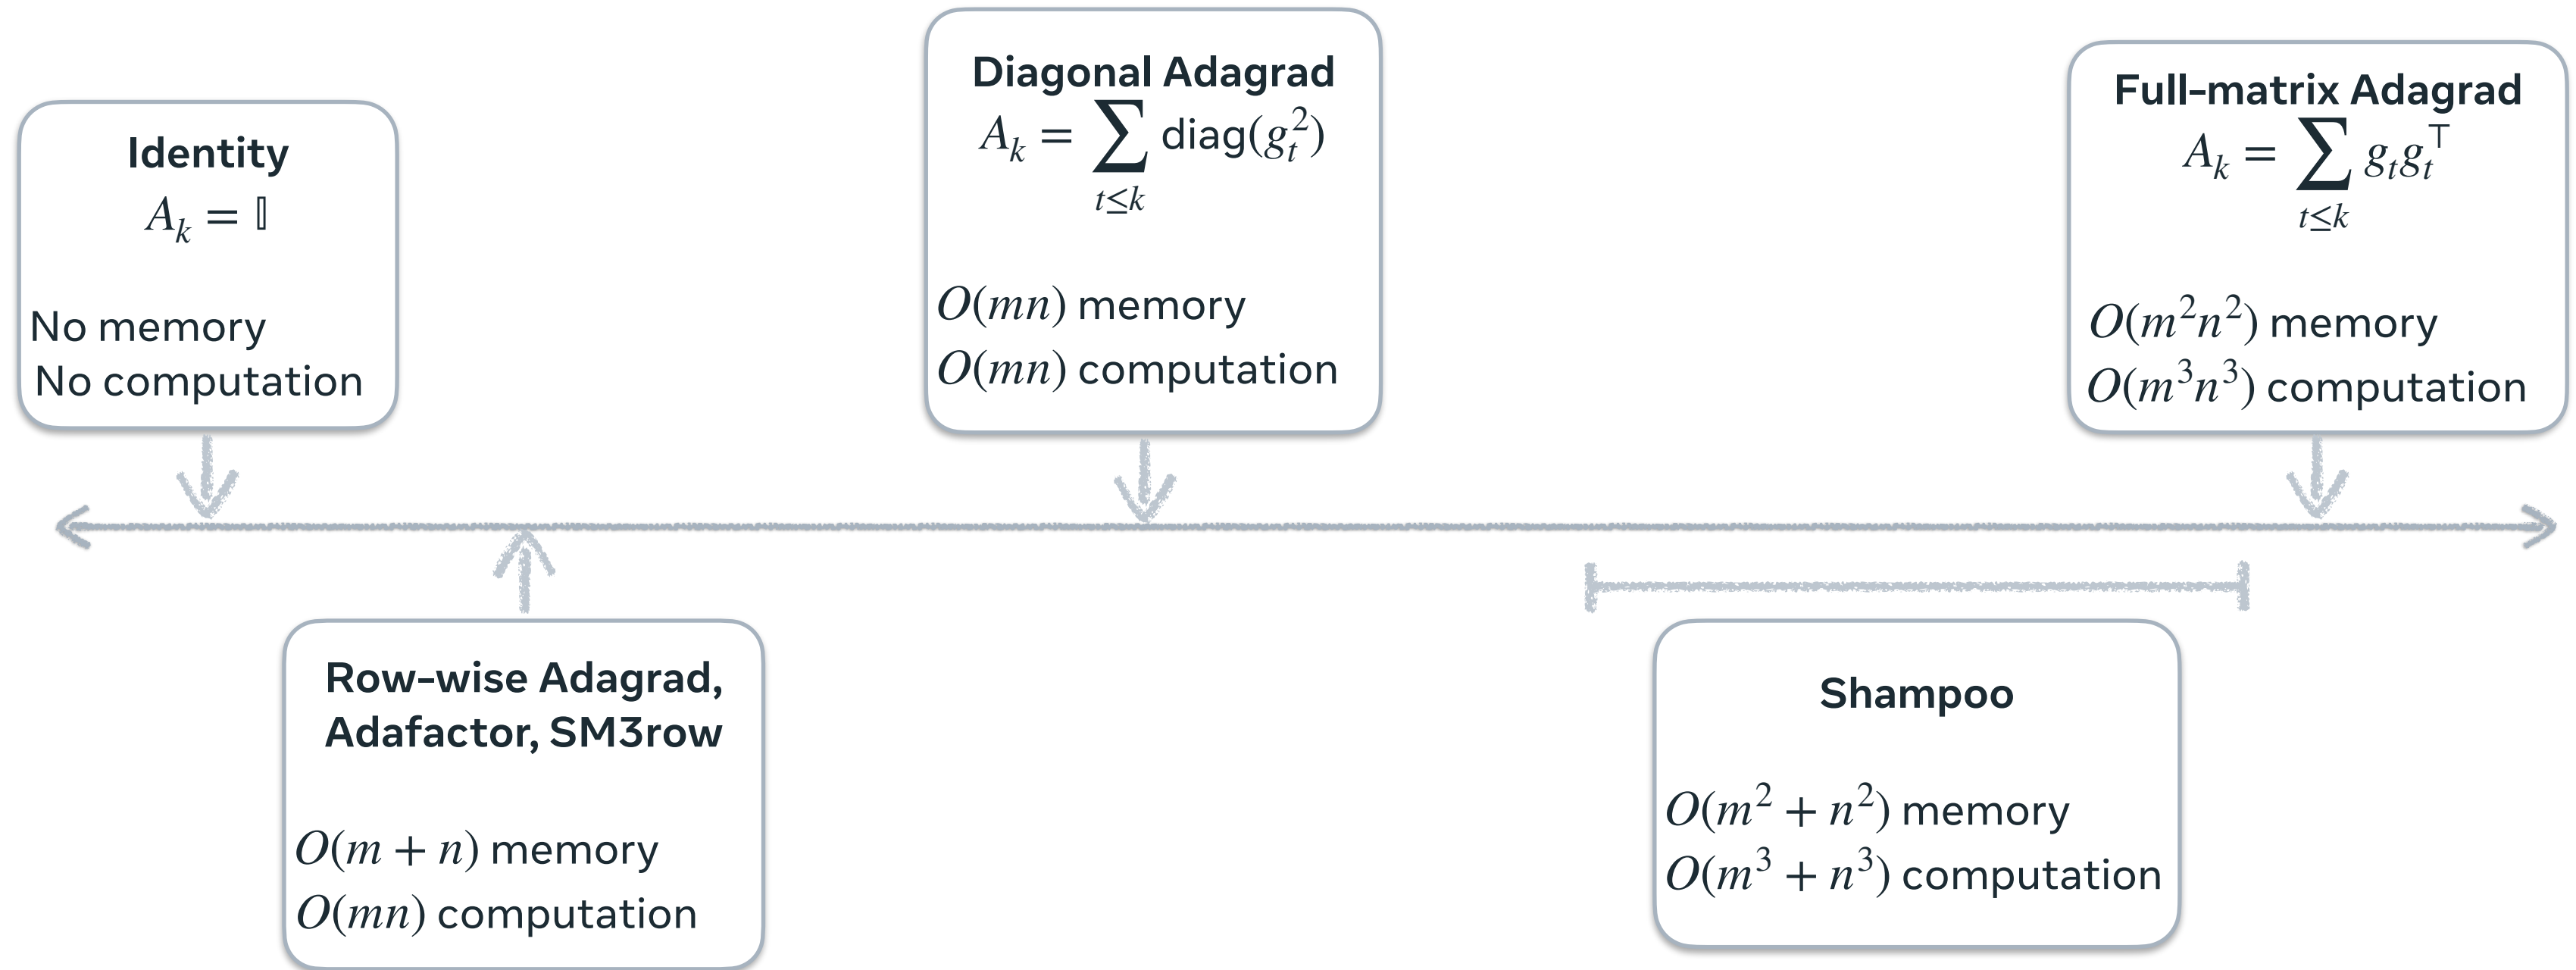 Identity
A_k = 𝕀
No memory
No computation
Diagonal Adagrad
A_k = ∑_{t≤k} diag(g_t^2)
O(mn) memory
O(mn) computation
Full-matrix Adagrad
A_k = ∑_{t≤k} g_t g_t^⊤
O(m^2n^2) memory
O(m^3n^3) computation
Row-wise Adagrad,
Adafactor, SM3row
O(m + n) memory
O(mn) computation
Shampoo
O(m^2 + n^2) memory
O(m^3 + n^3) computation